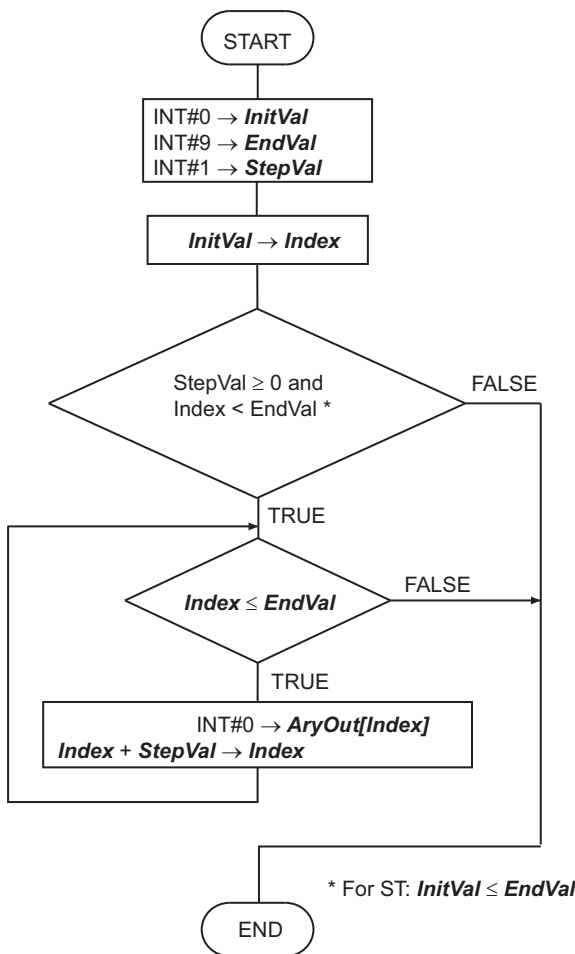 START
INT#0 → InitVal
INT#9 → EndVal
INT#1 → StepVal
InitVal → Index
StepVal ≥ 0 and
Index < EndVal *
FALSE
TRUE
Index ≤ EndVal
FALSE
TRUE
INT#0 → AryOut[Index]
Index + StepVal → Index
* For ST: InitVal ≤ EndVal
END